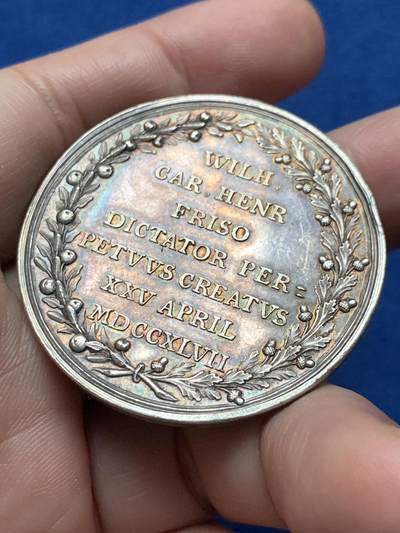 WILH.
CAR. HENR
FRISO
DICTATOR PER=
PETVVS CREATVS
XXV APRIL
MDCCXLVII